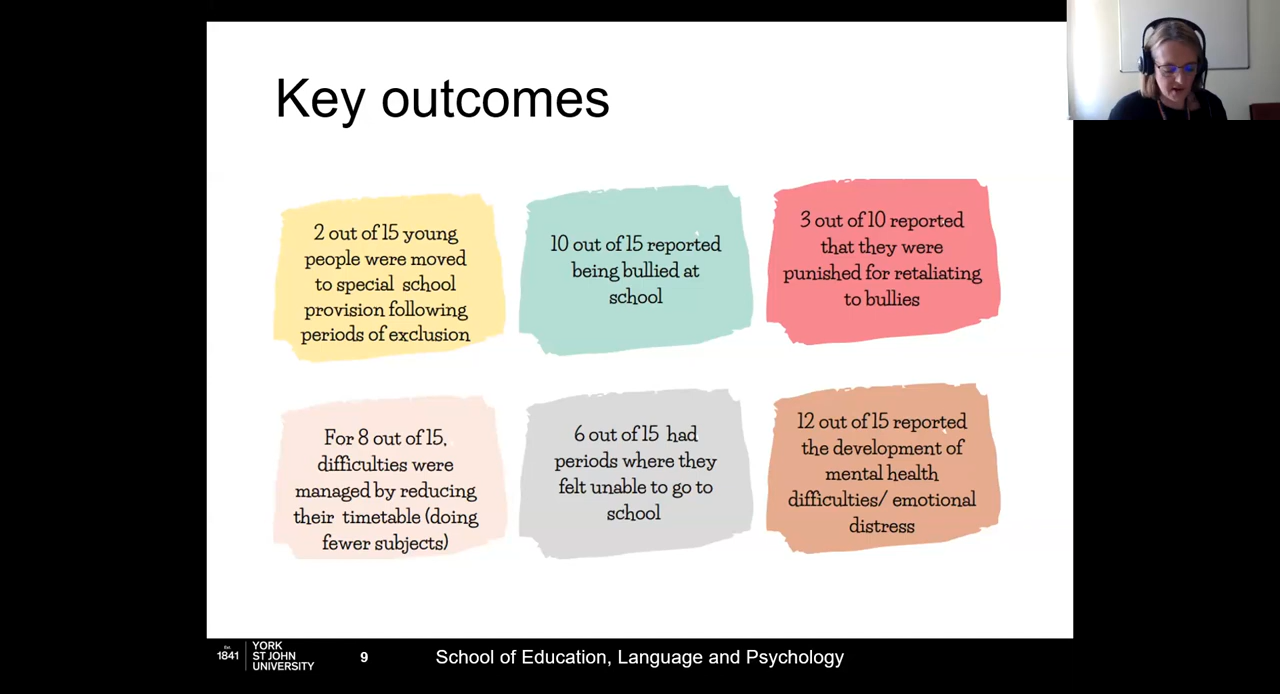 Key outcomes
2 out of 15 young
people were moved
to special school
provision following
periods of exclusion
10 out of 15 reported
being bullied at
school
3 out of 10 reported
that they were
punished for retaliating
to bullies
For 8 out of 15,
difficulties were
managed by reducing
their timetable (doing
fewer subjects)
6 out of 15 had
periods where they
felt unable to go to
school
12 out of 15 reported
the development of
mental health
difficulties/ emotional
distress
Est.
1841
YORK
ST JOHN
UNIVERSITY
9
School of Education, Language and Psychology